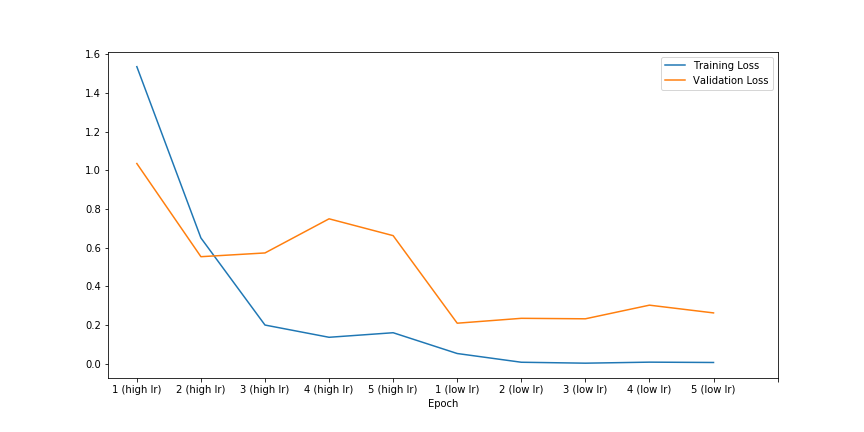 1.6
1.4
1.2
1.0
0.8
0.6
0.4
0.2
0.0
Training Loss
Validation Loss
1 (high lr) 2 (high lr) 3 (high lr) 4 (high lr) 5 (high lr) 1 (low lr) 2 (low lr) 3 (low lr) 4 (low lr) 5 (low lr)
Epoch